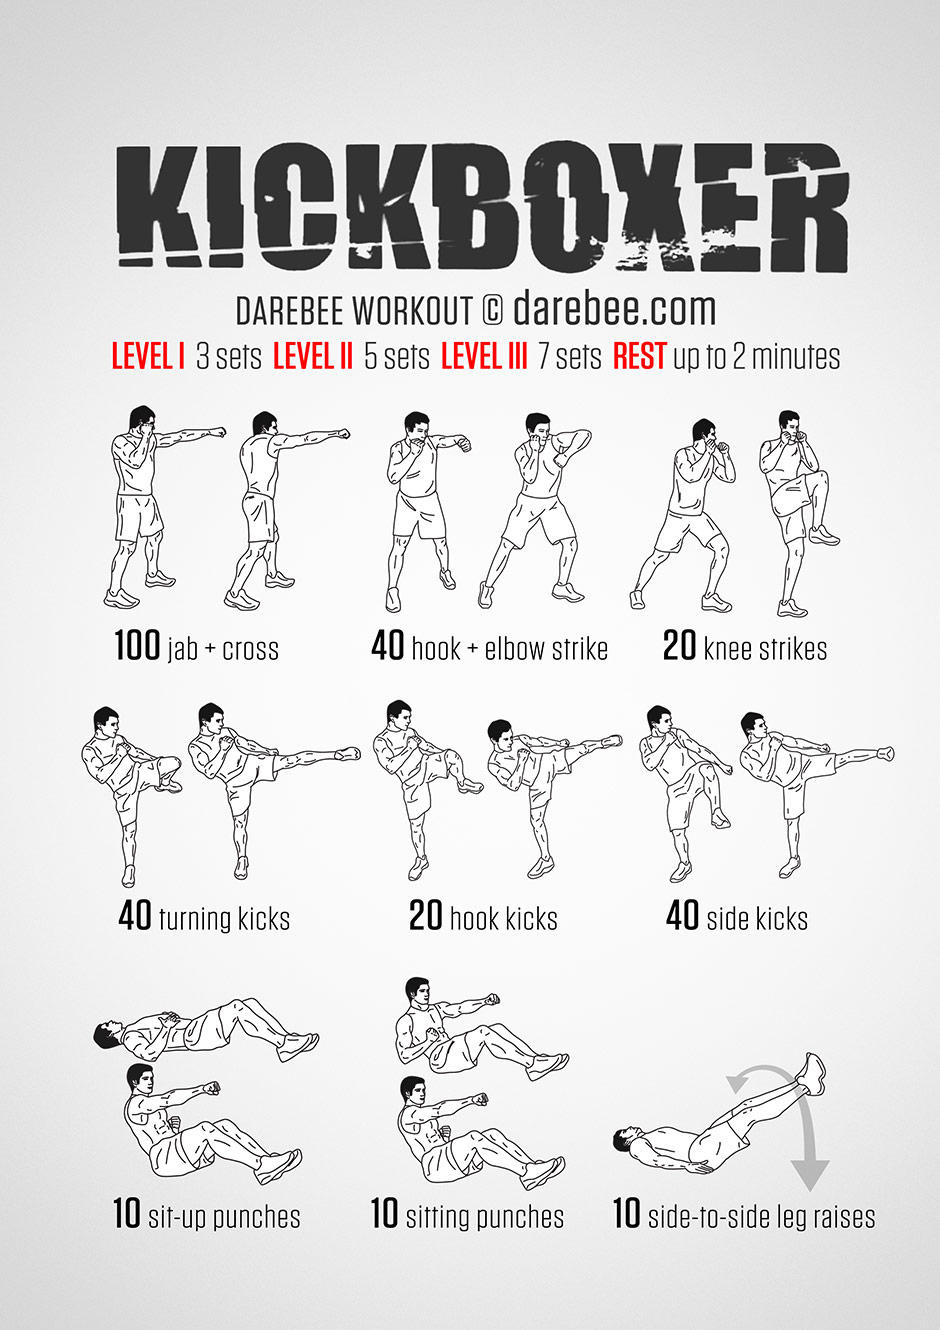 KICKBOXER
DAREBEE WORKOUT © darebee.com
LEVEL I 3 sets LEVEL II 5 sets LEVEL III 7 sets REST up to 2 minutes
100 jab + cross
40 hook + elbow strike
20 knee strikes
40 turning kicks
20 hook kicks
40 side kicks
10 sit-up punches
10 sitting punches
10 side-to-side leg raises